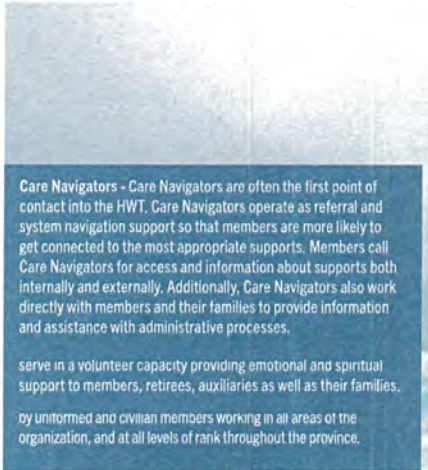 Care Navigators - Care Navigators are often the first point of
contact into the HWT. Care Navigators operate as referral and
system navigation support so that members are more likely to
get connected to the most appropriate supports. Members call
Care Navigators for access and information about supports both
internally and externally. Additionally, Care Navigators also work
directly with members and their families to provide information
and assistance with administrative processes.
serve in a volunteer capacity providing emotional and spiritual
support to members, retirees, auxiliaries as well as their families.
by uniformed and civilian members working in all areas of the
organization, and at all levels of rank throughout the province.